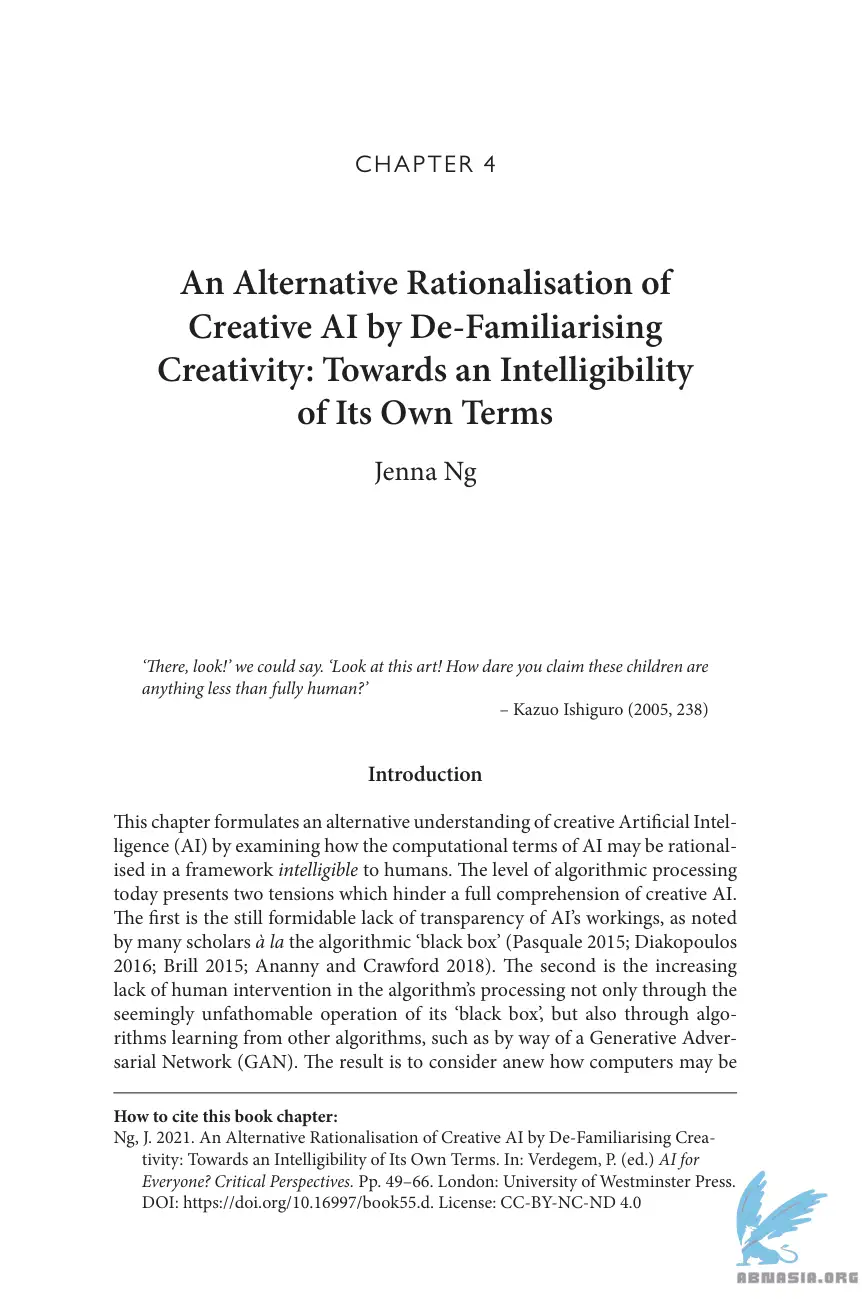 CHAPTER 4
An Alternative Rationalisation of
Creative AI by De-Familiarising
Creativity: Towards an Intelligibility
of Its Own Terms
Jenna Ng
‘There, look!’ we could say. ‘Look at this art! How dare you claim these children are
anything less than fully human?’
– Kazuo Ishiguro (2005, 238)
Introduction
This chapter formulates an alternative understanding of creative Artificial Intel-
ligence (AI) by examining how the computational terms of AI may be rational-
ised in a framework intelligible to humans. The level of algorithmic processing
today presents two tensions which hinder a full comprehension of creative AI.
The first is the still formidable lack of transparency of AI’s workings, as noted
by many scholars à la the algorithmic ‘black box’ (Pasquale 2015; Diakopoulos
2016; Brill 2015; Ananny and Crawford 2018). The second is the increasing
lack of human intervention in the algorithm’s processing not only through the
seemingly unfathomable operation of its ‘black box’, but also through algo-
rithms learning from other algorithms, such as by way of a Generative Adver-
sarial Network (GAN). The result is to consider anew how computers may be
How to cite this book chapter:
Ng, J. 2021. An Alternative Rationalisation of Creative AI by De-Familiarising Crea-
tivity: Towards an Intelligibility of Its Own Terms. In: Verdegem, P. (ed.) AI for
Everyone? Critical Perspectives. Pp. 49–66. London: University of Westminster Press.
DOI: https://doi.org/10.16997/book55.d. License: CC-BY-NC-ND 4.0
ABNASIA.ORG